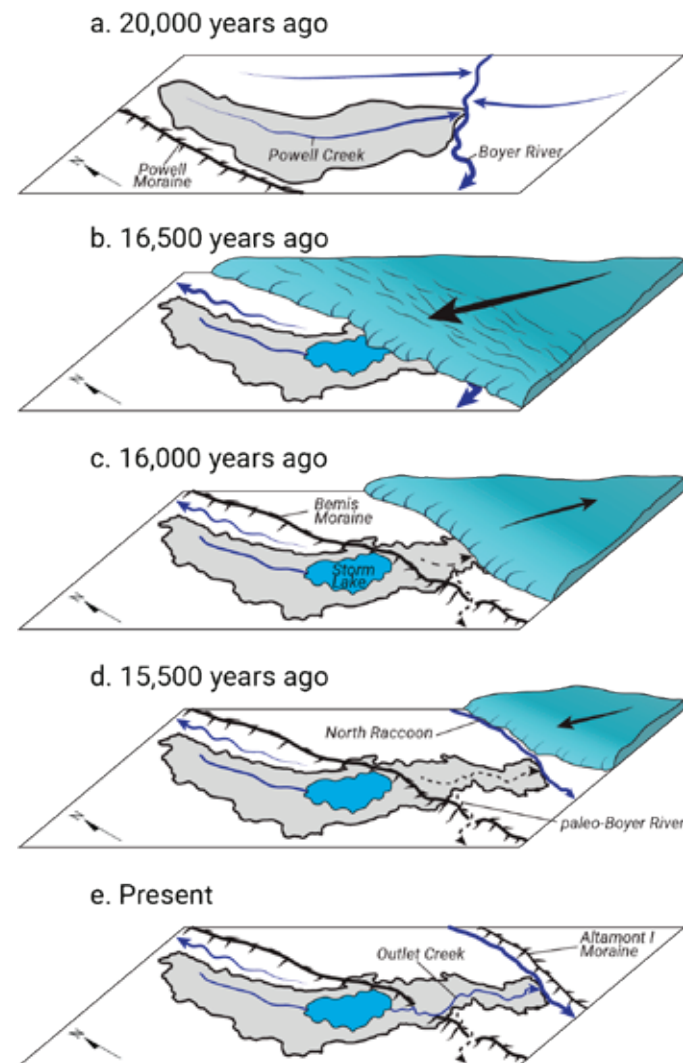 a. 20,000 years ago
Powell Creek
Boyer River
Powell
Moraine
N
b. 16,500 years ago
N
c. 16,000 years ago
Bemis
Moraine
Storm
Lake
N
d. 15,500 years ago
North Raccoon
N
paleo-Boyer River
e. Present
Altamont I
Moraine
Outlet Creek
N